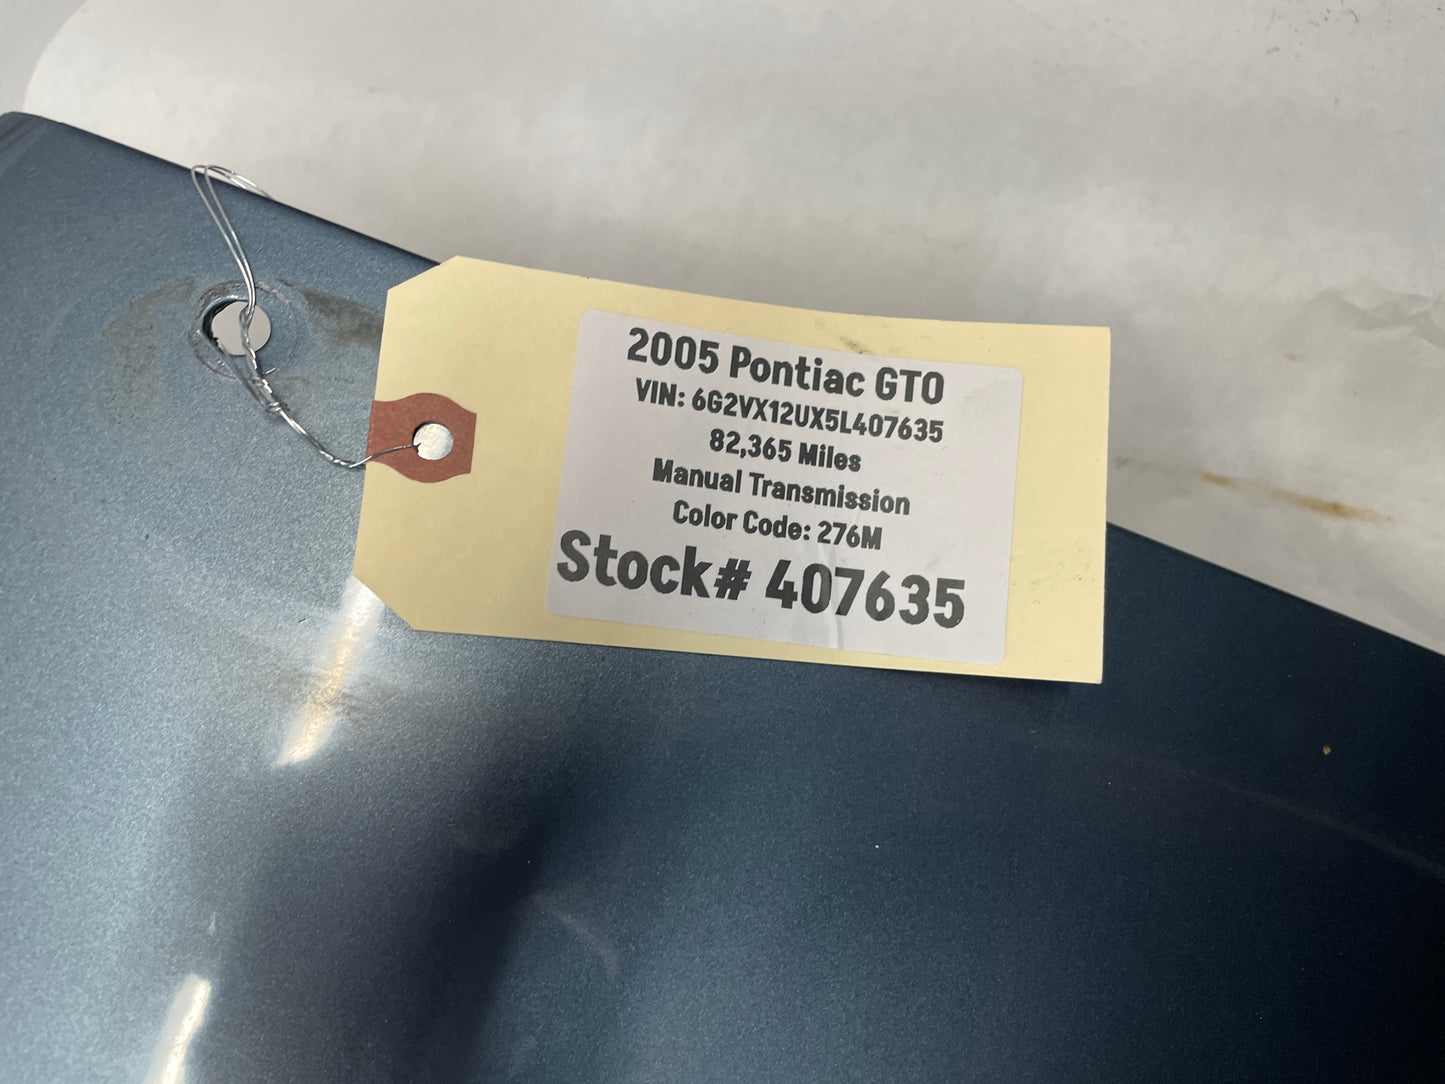 2005 Pontiac GTO
VIN: 6G2VX12UX5L407635
82,365 Miles
Manual Transmission
Color Code: 276M
Stock# 407635